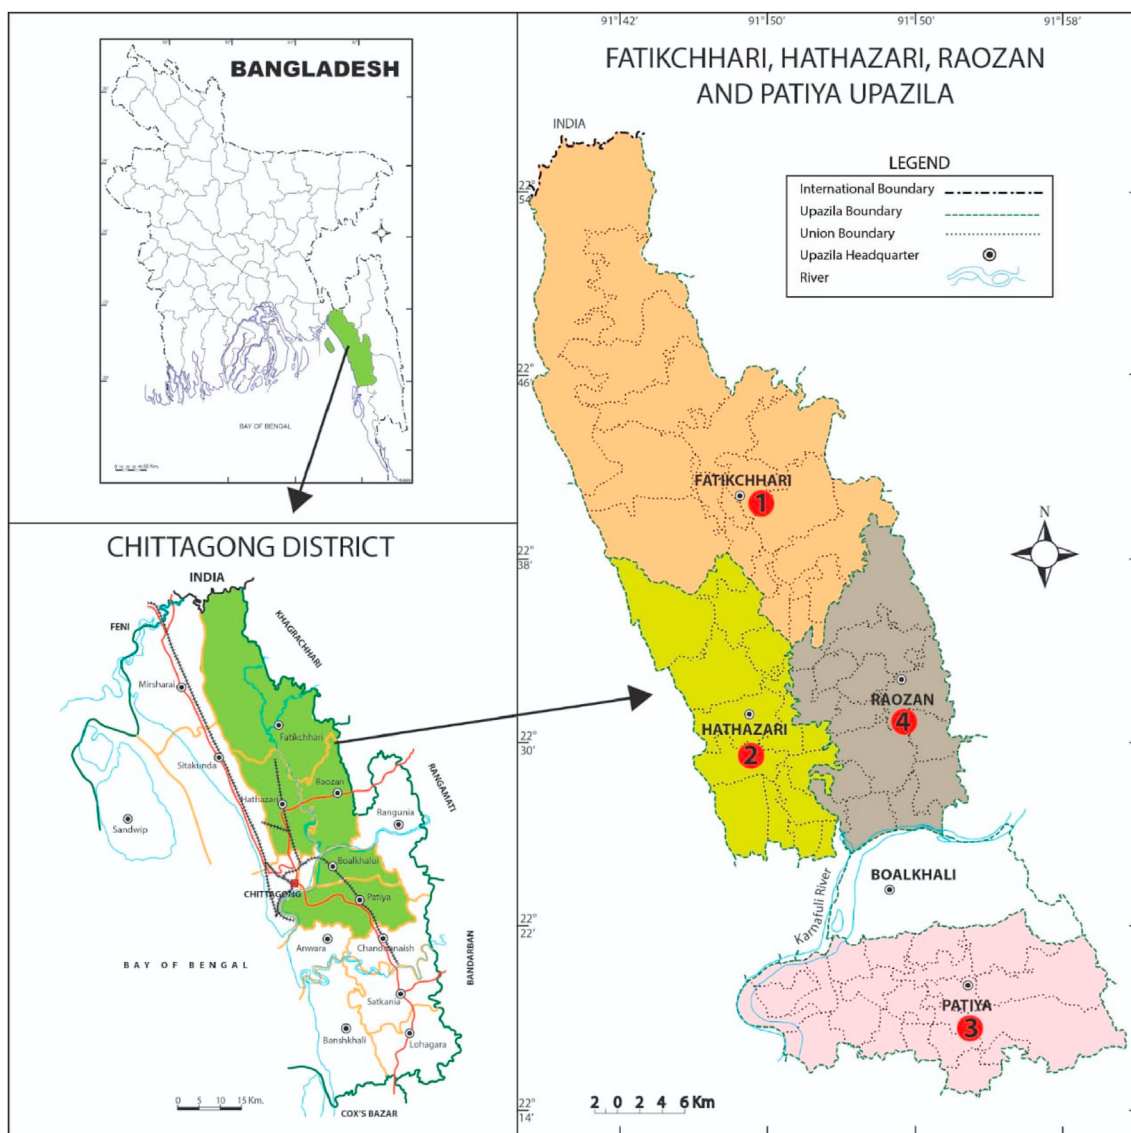 BANGLADESH
BAY OF BENGAL
CHITTAGONG DISTRICT
INDIA
FENI
KHAGRACHHARI
Mirsharai
Fatikchhari
Sitakunda
Raozan
RANGAMATI
Hathazari
Rangunia
Sandwip
Boalkhalui
CHITTAGONG
Patiya
Anwara
Chandanaish
BANDARBAN
BAY OF BENGAL
Satkania
Banshkhali
Lohagara
0 5 10 15 Km.
COX'S BAZAR
91° 42'
91° 50'
91° 50'
91° 58'
FATIKCHHARI, HATHAZARI, RAOZAN
AND PATIYA UPAZILA
INDIA
LEGEND
International Boundary
Upazila Boundary
Union Boundary
Upazila Headquarter
River
22° 54'
22° 46'
22° 38'
22° 30'
22° 22'
22° 14'
FATIKCHHARI
1
N
RAOZAN
4
HATHAZARI
2
BOALKHALI
Karnafuli River
PATIYA
3
2 0 2 4 6 Km